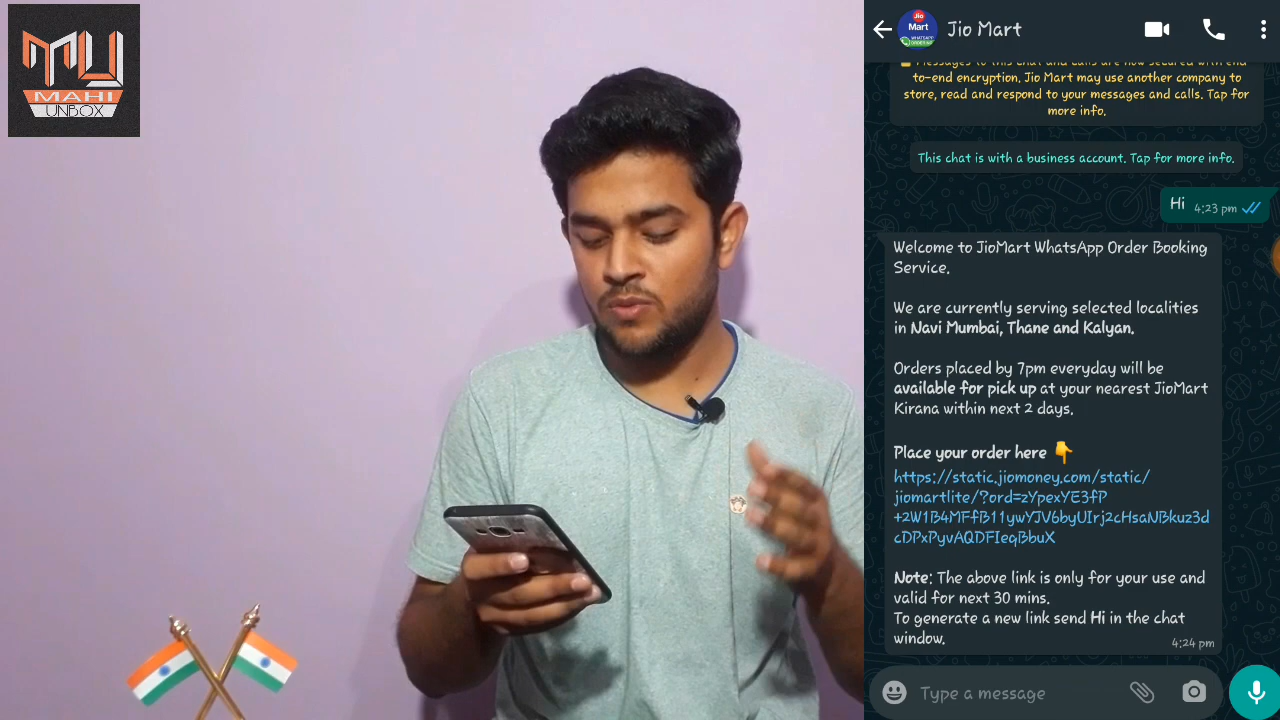 MU
MAHI
UNBOX
Jio
Mart
WHATSAPP
Jio Mart
Messages to this chat and calls are now secured with end-
to-end encryption. Jio Mart may use another company to
store, read and respond to your messages and calls. Tap for
more info.
This chat is with a business account. Tap for more info.
Hi 4:23 pm
Welcome to JioMart WhatsApp Order Booking
Service.
We are currently serving selected localities
in Navi Mumbai, Thane and Kalyan.
Orders placed by 7pm everyday will be
available for pick up at your nearest JioMart
Kirana within next 2 days.
Place your order here 👇
https://static.jiomoney.com/static/
jiomartlite/?ord=zYpexYE3fP
+2W1B4MFfB11ywYJV6byUIrj2cHsaNBkuz3d
cDPxPyvAQDFIeqBbuX
Note: The above link is only for your use and
valid for next 30 mins.
To generate a new link send Hi in the chat
window.
4:24 pm
Type a message